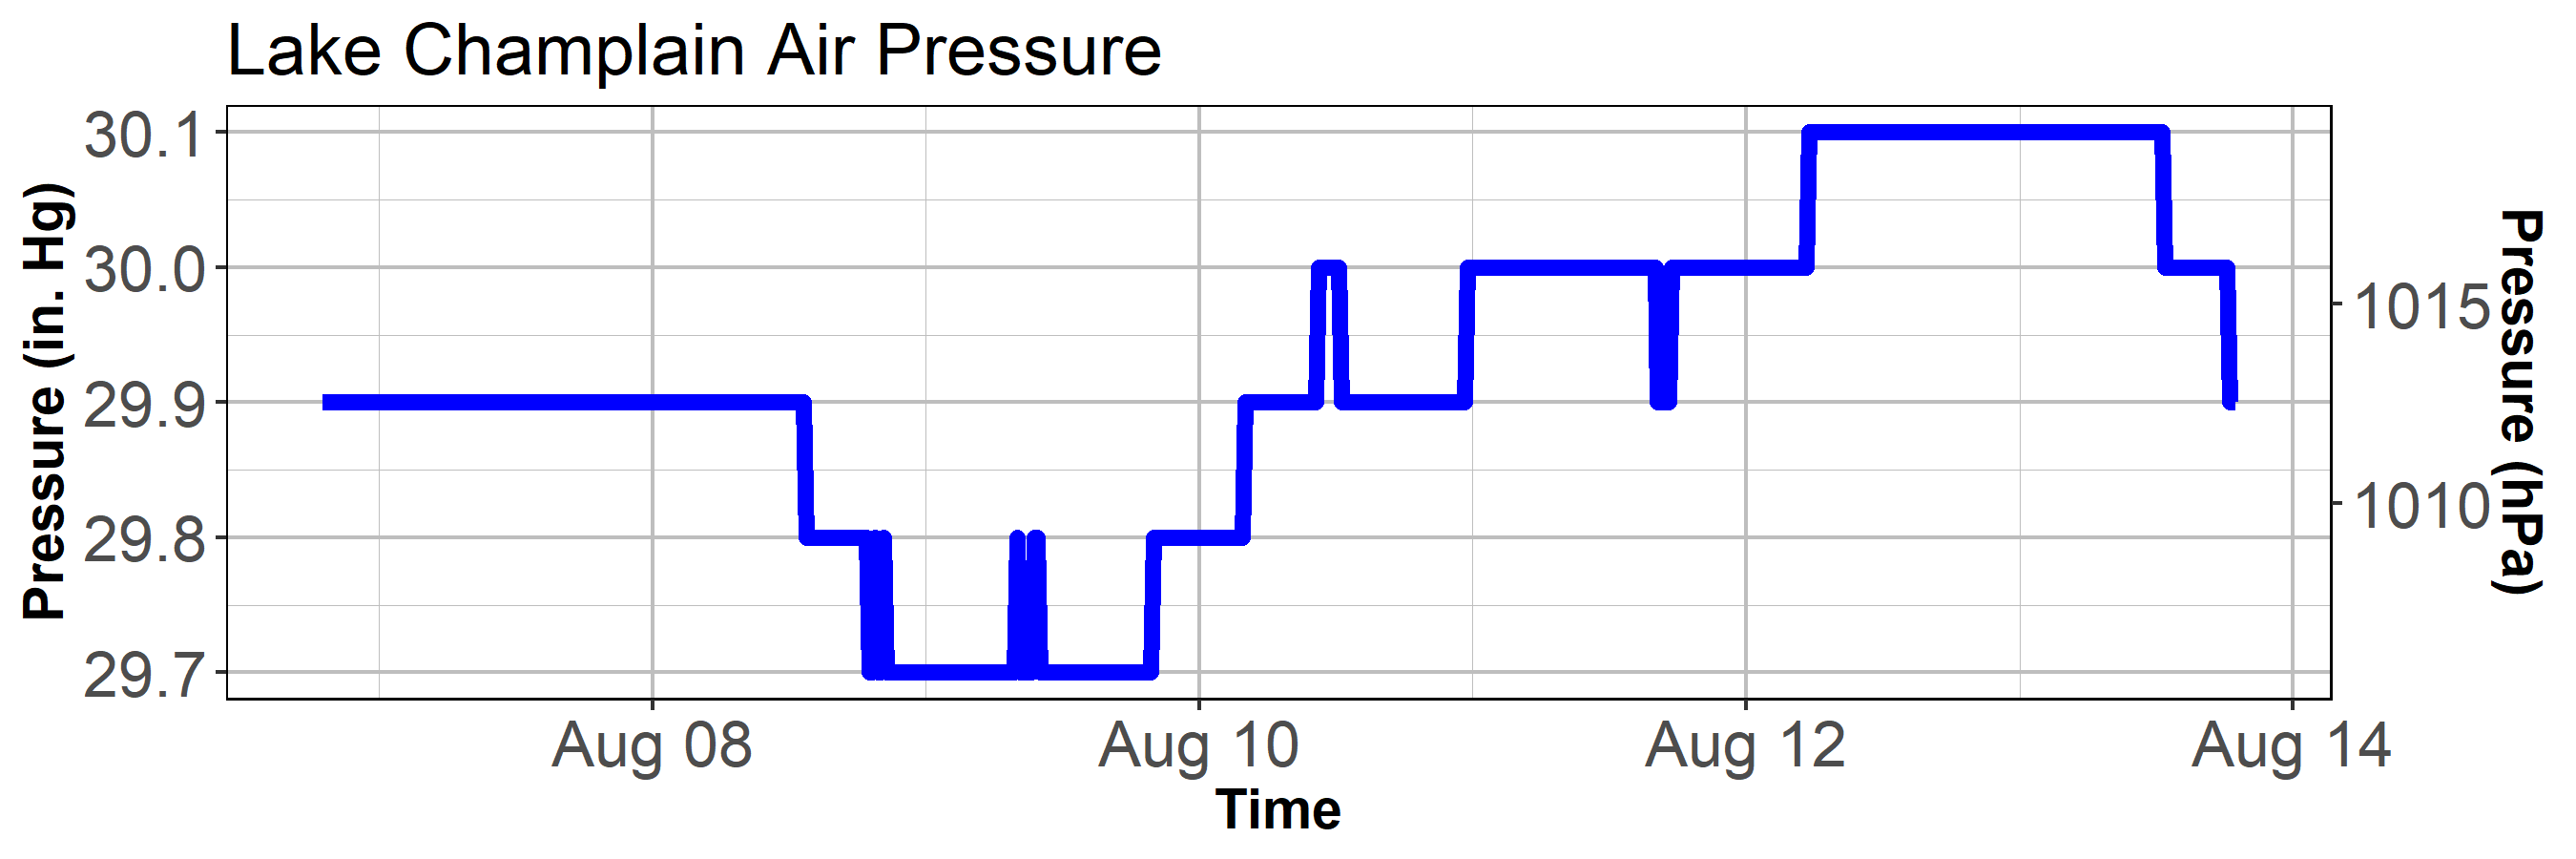 Lake Champlain Air Pressure
Pressure (in. Hg)
30.1
30.0
29.9
29.8
29.7
1015
1010
Pressure (hPa)
Aug 08 Aug 10 Aug 12 Aug 14
Time